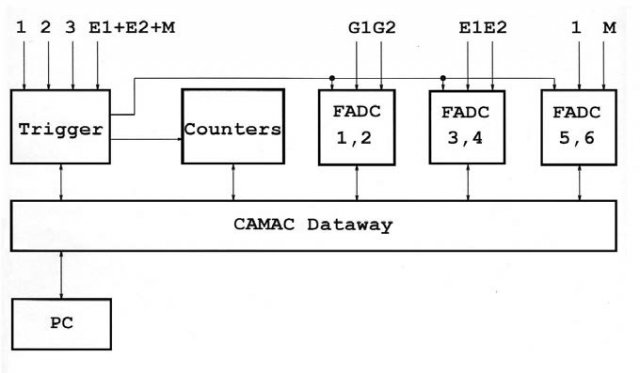 1 2 3 E1+E2+M G1G2 E1E2 1 M
Trigger
Counters
FADC
1,2
FADC
3,4
FADC
5,6
CAMAC Dataway
PC